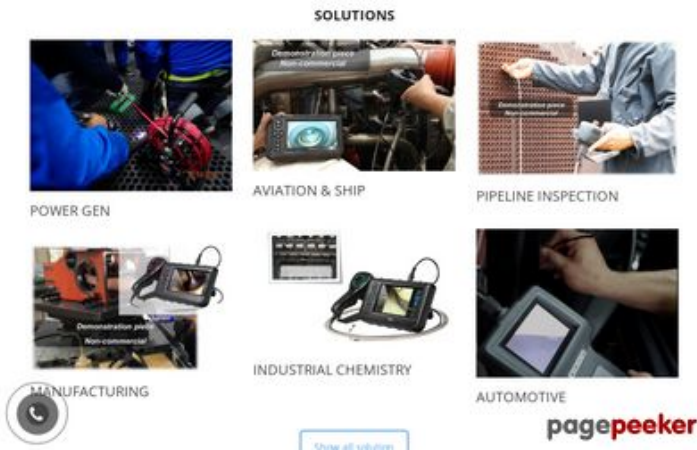 SOLUTIONS
Demonstration piece
Non-commercial
Demonstration piece
Non-commercial
POWER GEN
AVIATION & SHIP
PIPELINE INSPECTION
Demonstration piece
Non-commercial
MANUFACTURING
INDUSTRIAL CHEMISTRY
AUTOMOTIVE
Show all solution
pagepeeker